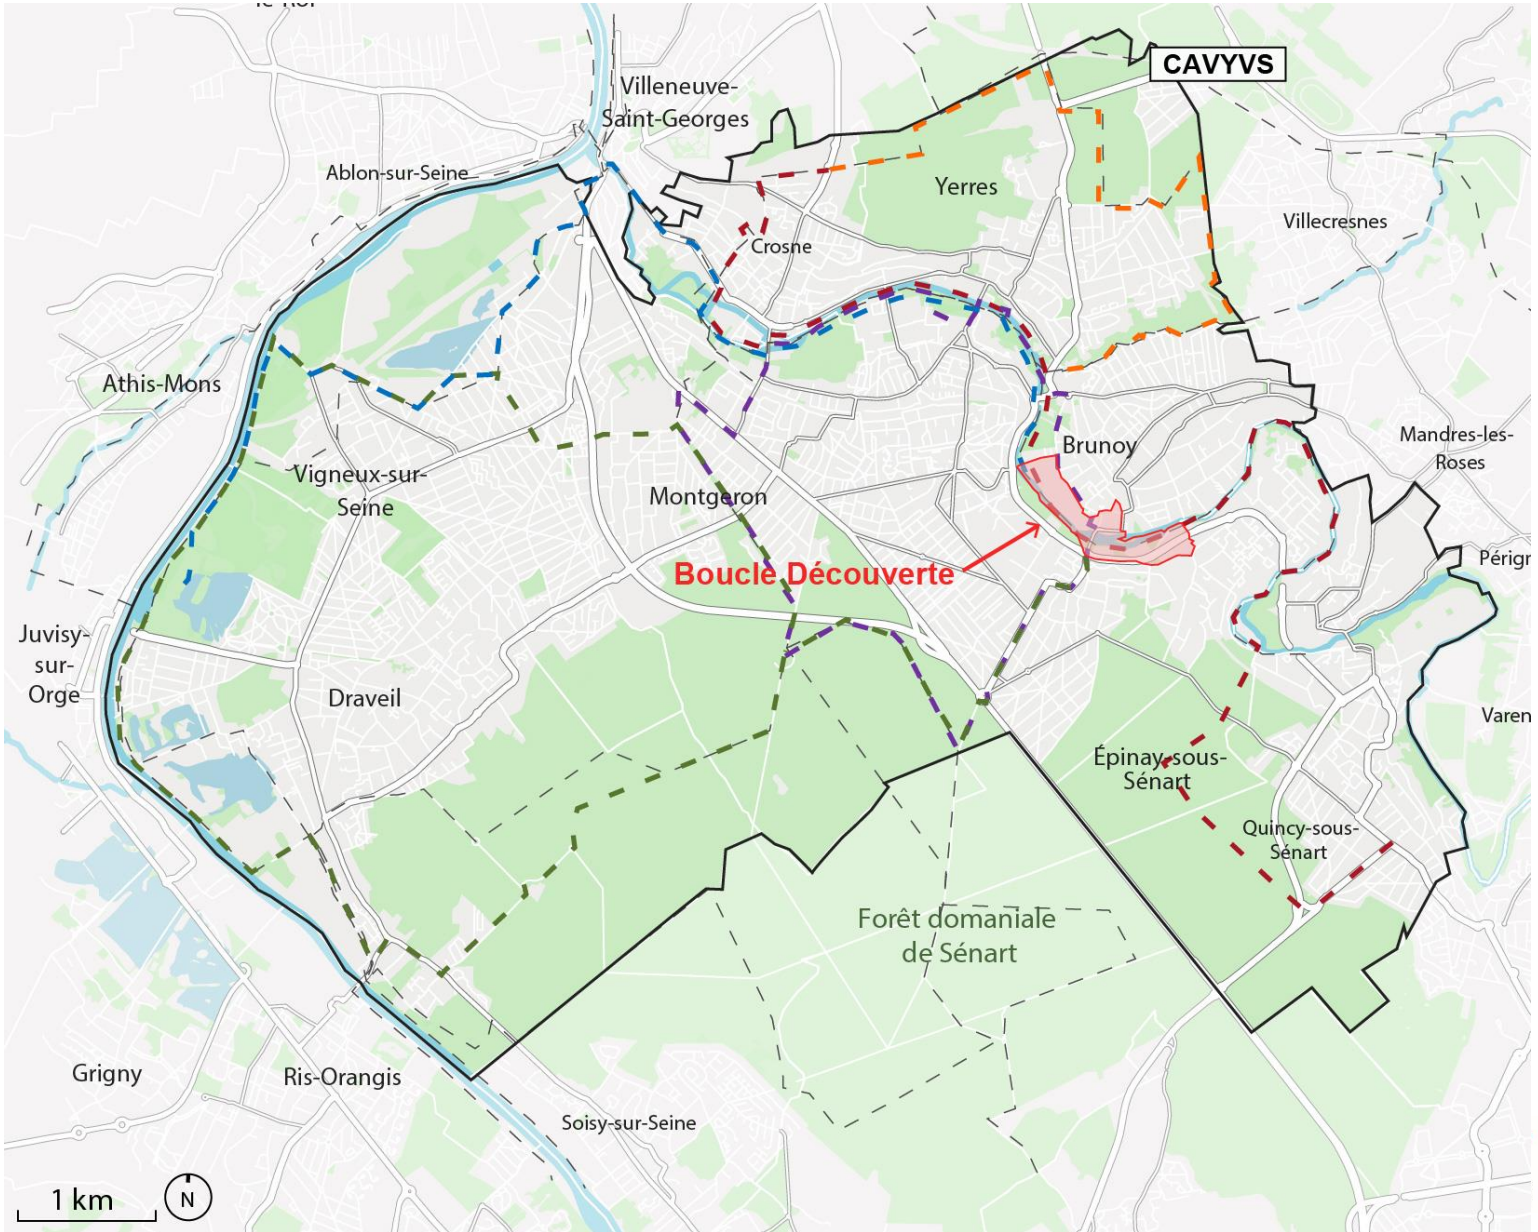 CAVYVS
Villeneuve-
Saint-Georges
Ablon-sur-Seine
Yerres
Villecresnes
Crosne
Athis-Mons
Brunoy
Mandres-les-
Roses
Vigneux-sur-
Seine
Montgeron
Boucle Découverte
Périgr
Juvisy-
sur-
Orge
Draveil
Varen
Épinay-sous-
Sénart
Quincy-sous-
Sénart
Forêt domaniale
de Sénart
Grigny
Ris-Orangis
Soisy-sur-Seine
1 km
N